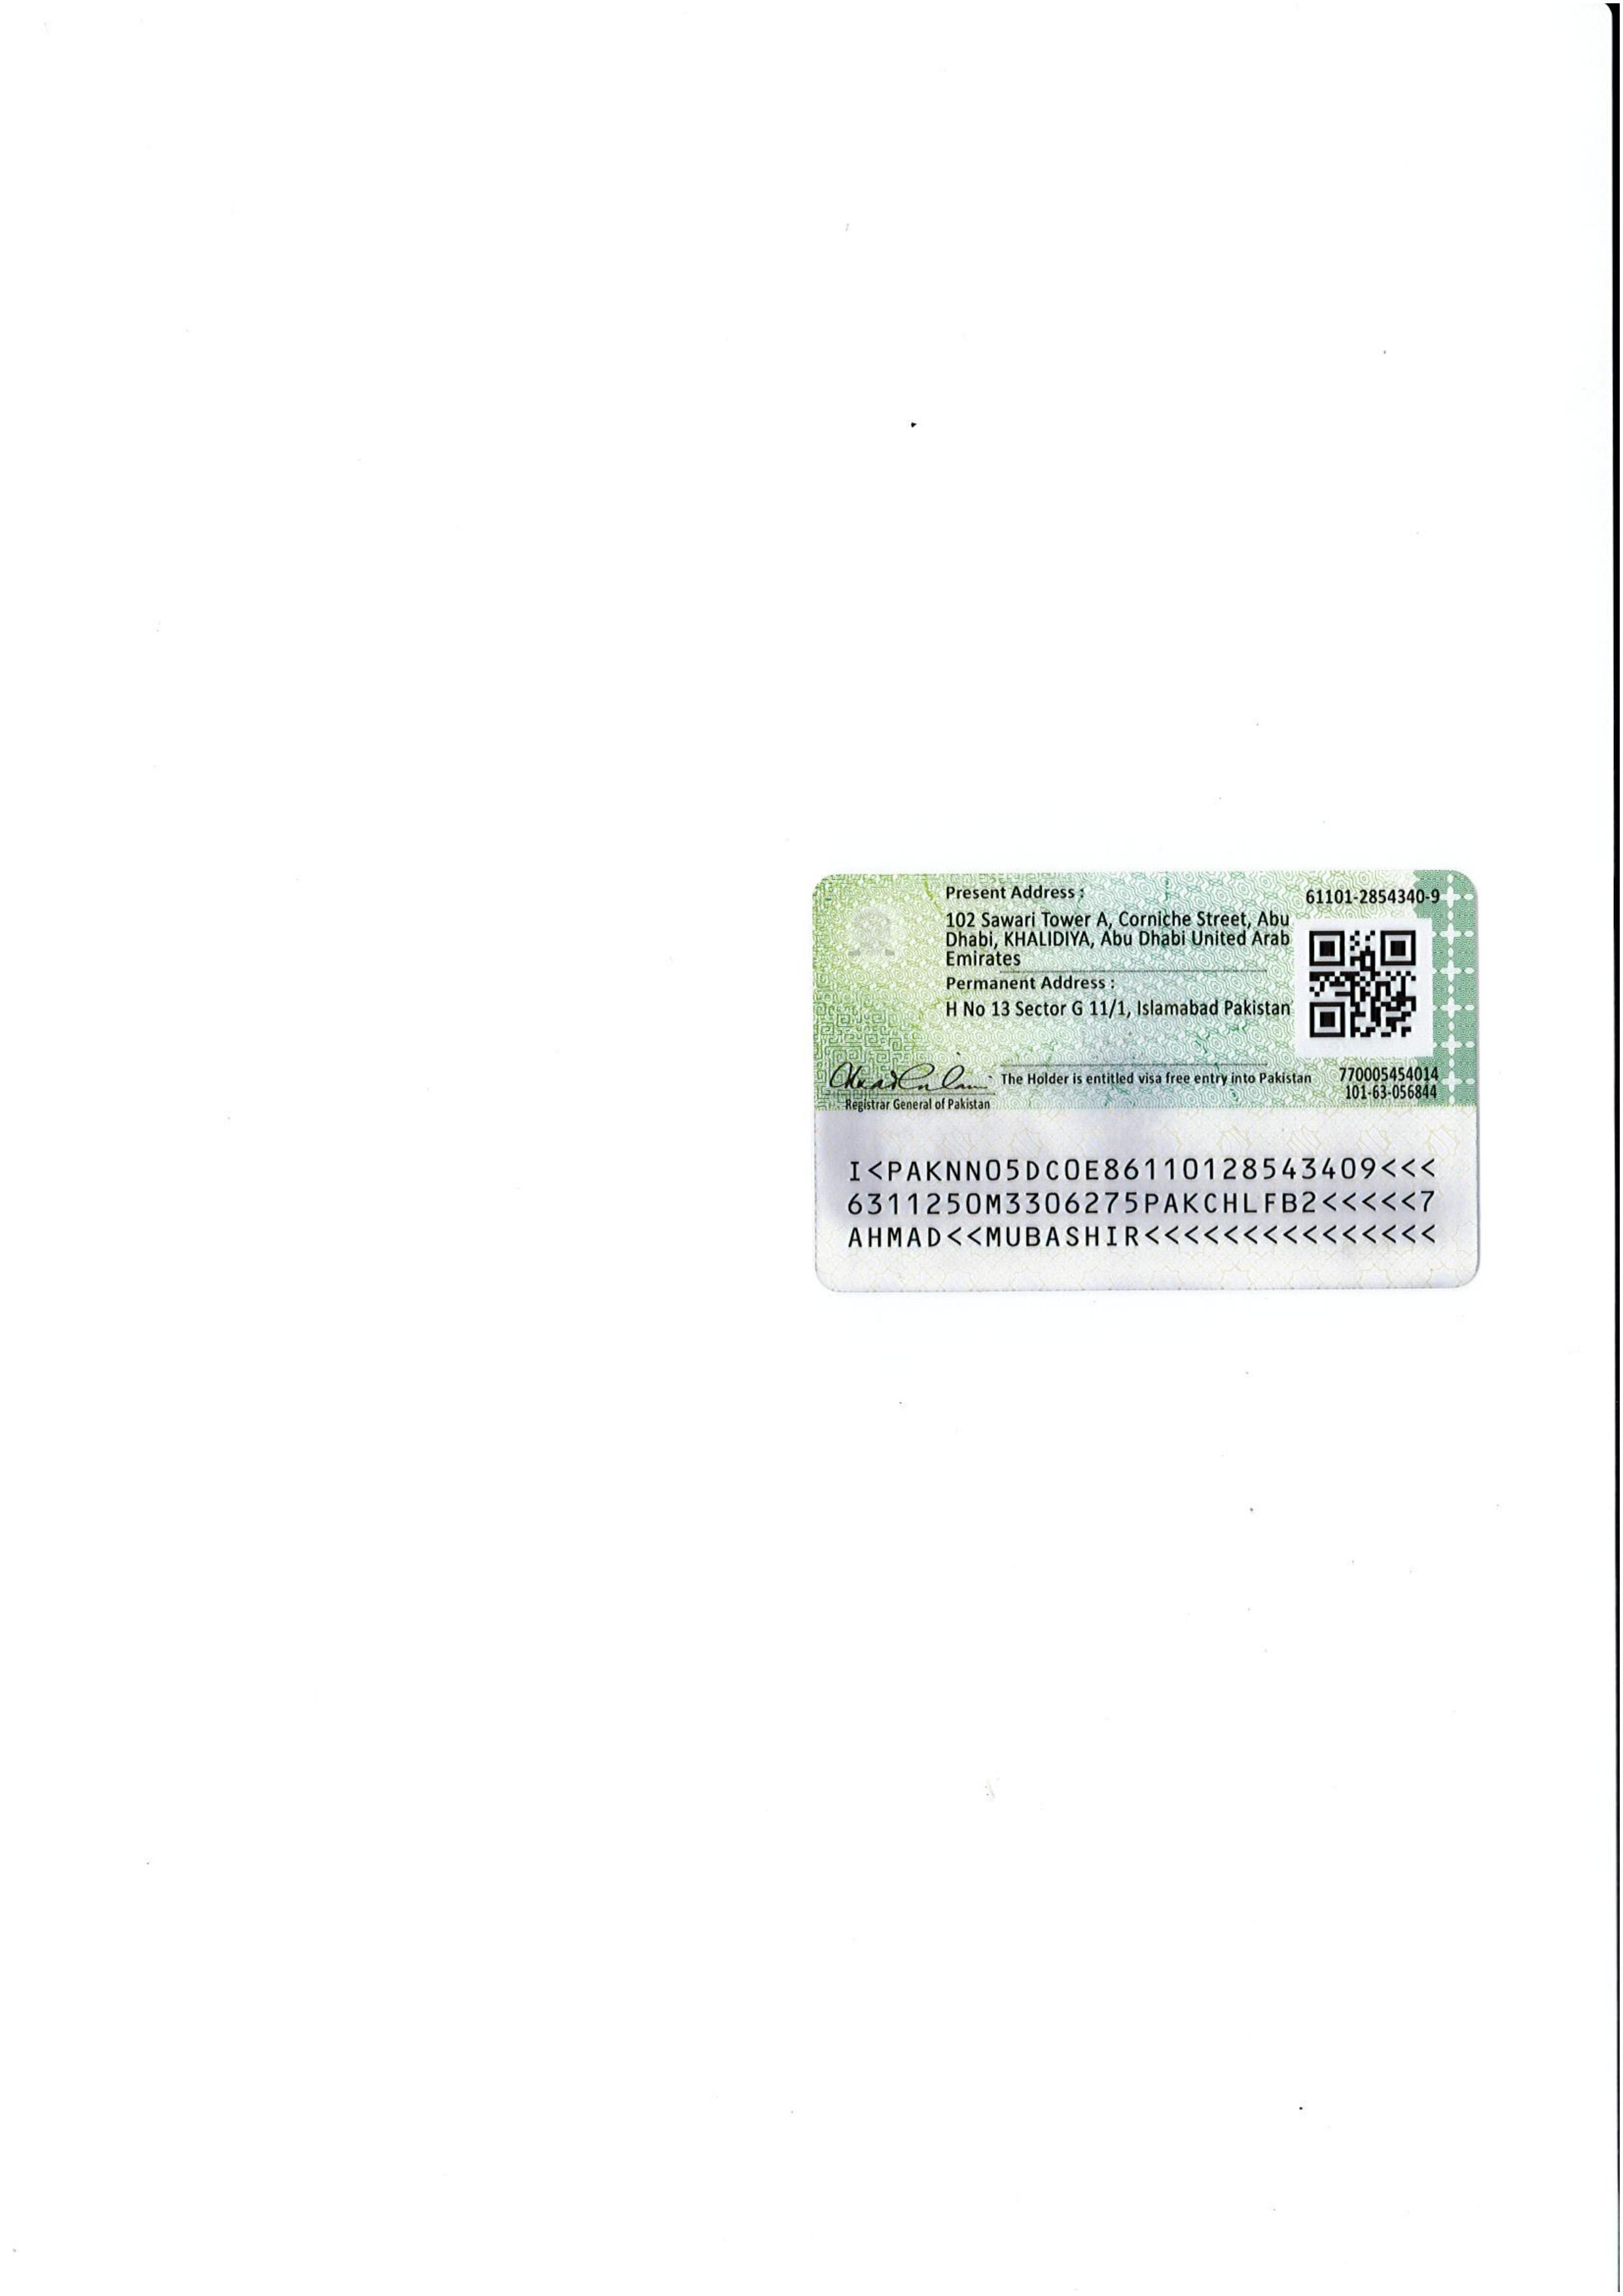 Present Address :
61101-2854340-9
102 Sawari Tower A, Corniche Street, Abu
Dhabi, KHALIDIYA, Abu Dhabi United Arab
Emirates
Permanent Address :
H No 13 Sector G 11/1, Islamabad Pakistan
The Holder is entitled visa free entry into Pakistan
770005454014
101-63-056844
Registrar General of Pakistan
I<PAKNN05DC0E86110128543409<<<
6311250M3306275PAKCHLFB2<<<<<7
AHMAD<<MUBASHIR<<<<<<<<<<<<<<<